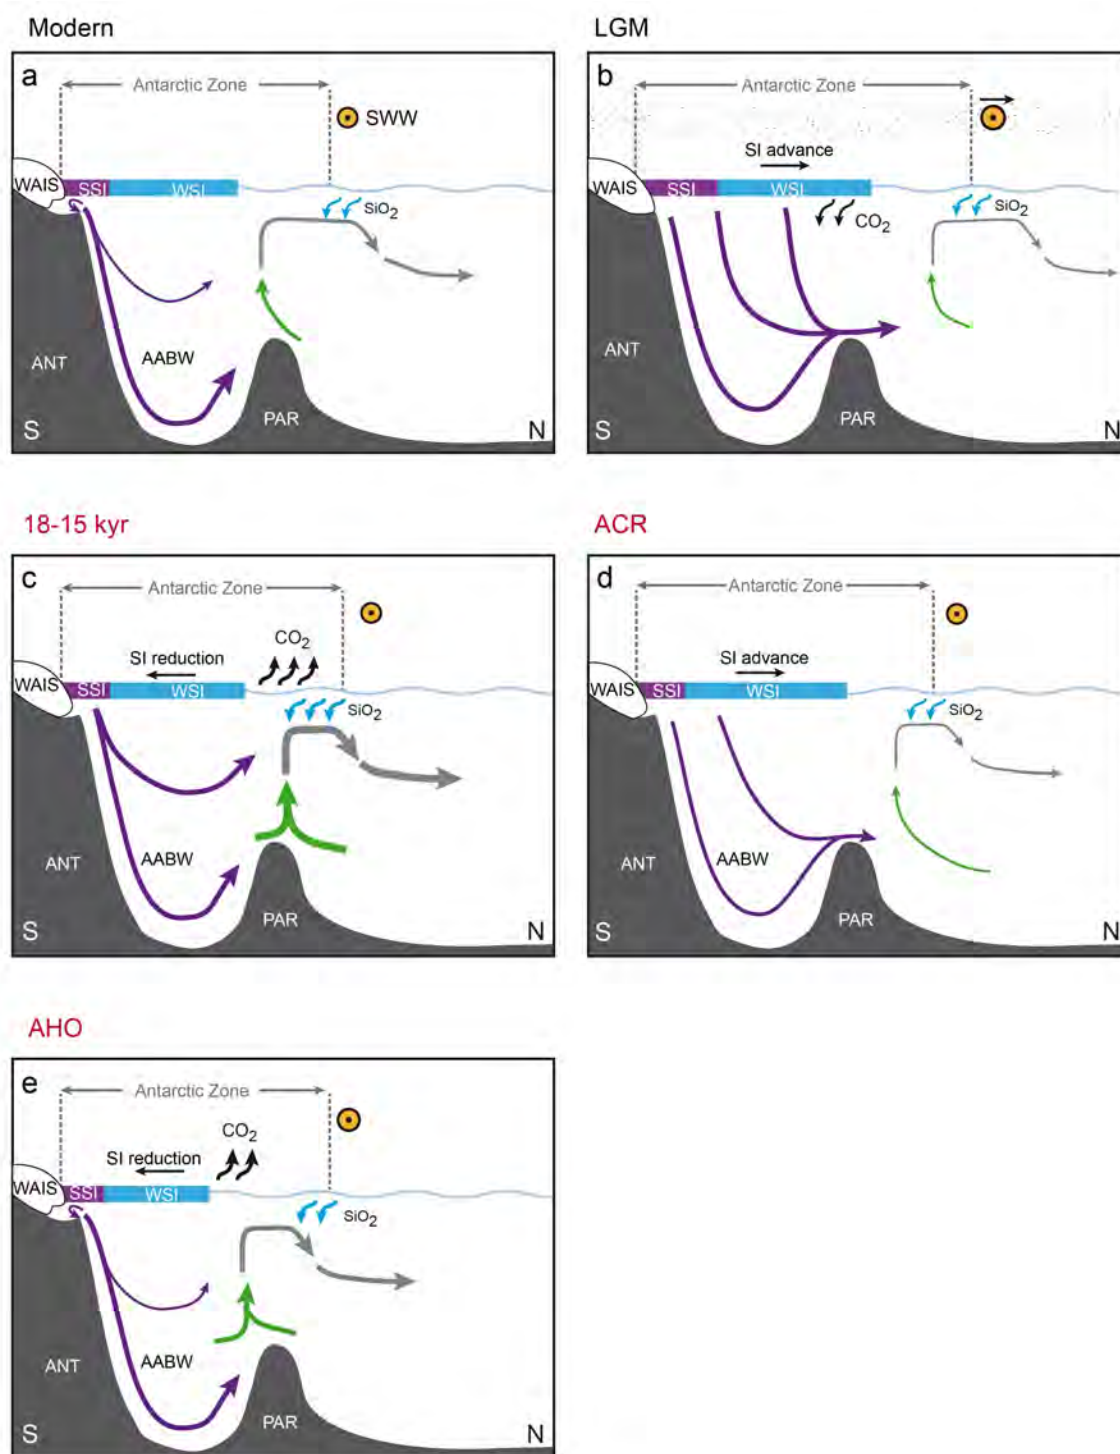 Modern
a
Antarctic Zone
SWW
WAIS
SSI
WSI
SiO2
ANT
AABW
PAR
S
N
LGM
b
Antarctic Zone
SI advance
WAIS
SSI
WSI
CO2
SiO2
ANT
AABW
PAR
S
N
18-15 kyr
c
Antarctic Zone
CO2
SI reduction
WAIS
SSI
WSI
SiO2
ANT
AABW
PAR
S
N
ACR
d
Antarctic Zone
SI advance
WAIS
SSI
WSI
SiO2
ANT
AABW
PAR
S
N
AHO
e
Antarctic Zone
CO2
SI reduction
WAIS
SSI
WSI
SiO2
ANT
AABW
PAR
S
N